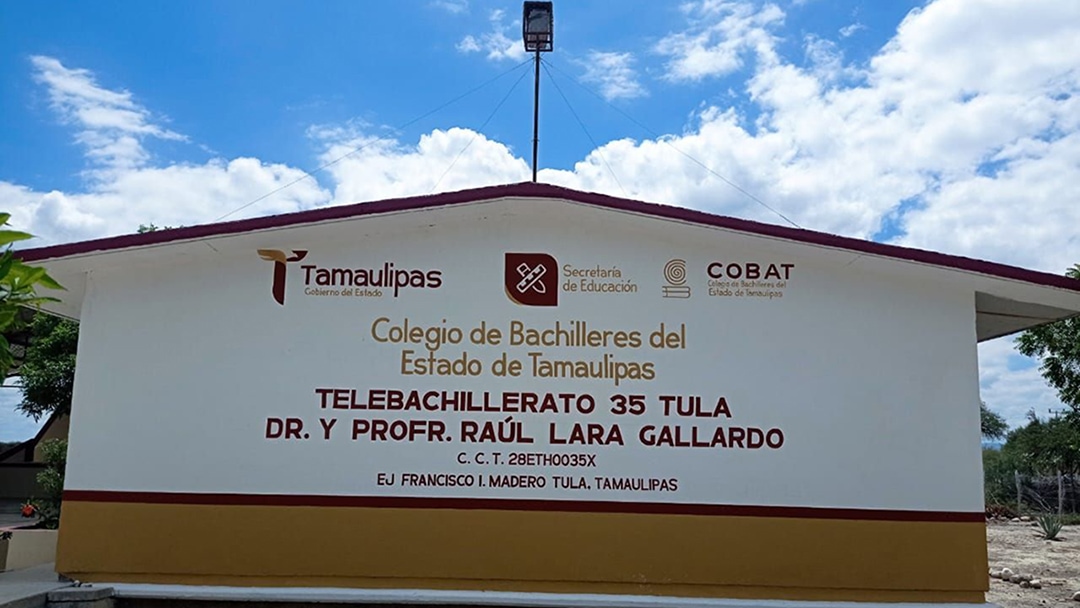 Tamaulipas
Gobierno del Estado
Secretaría
de Educación
COBAT
Colegio de Bachilleres del
Estado de Tamaulipas
Colegio de Bachilleres del
Estado de Tamaulipas
TELEBACHILLERATO 35 TULA
DR. Y PROFR. RAÚL LARA GALLARDO
C. C. T. 28ETH0035X
EJ FRANCISCO I. MADERO TULA, TAMAULIPAS